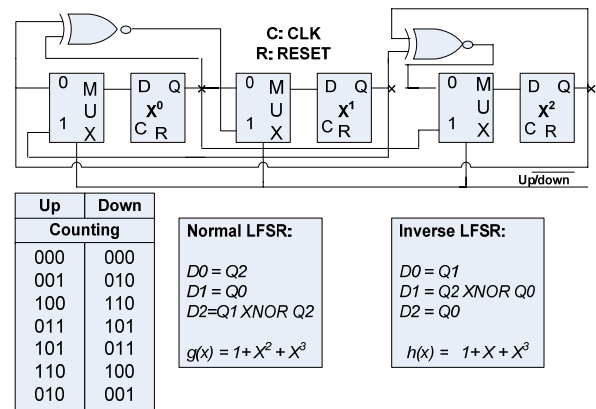 C: CLK
R: RESET
0 M D Q
U X⁰
1 X C R
0 M D Q
U X¹
1 X C R
0 M D Q
U X²
1 X C R
Up/down
Up Down
Counting
000 000
001 010
100 110
011 101
101 011
110 100
010 001
Normal LFSR:
D0 = Q2
D1 = Q0
D2=Q1 XNOR Q2
g(x) = 1+X² + X³
Inverse LFSR:
D0 = Q1
D1 = Q2 XNOR Q0
D2 = Q0
h(x) = 1+X + X³